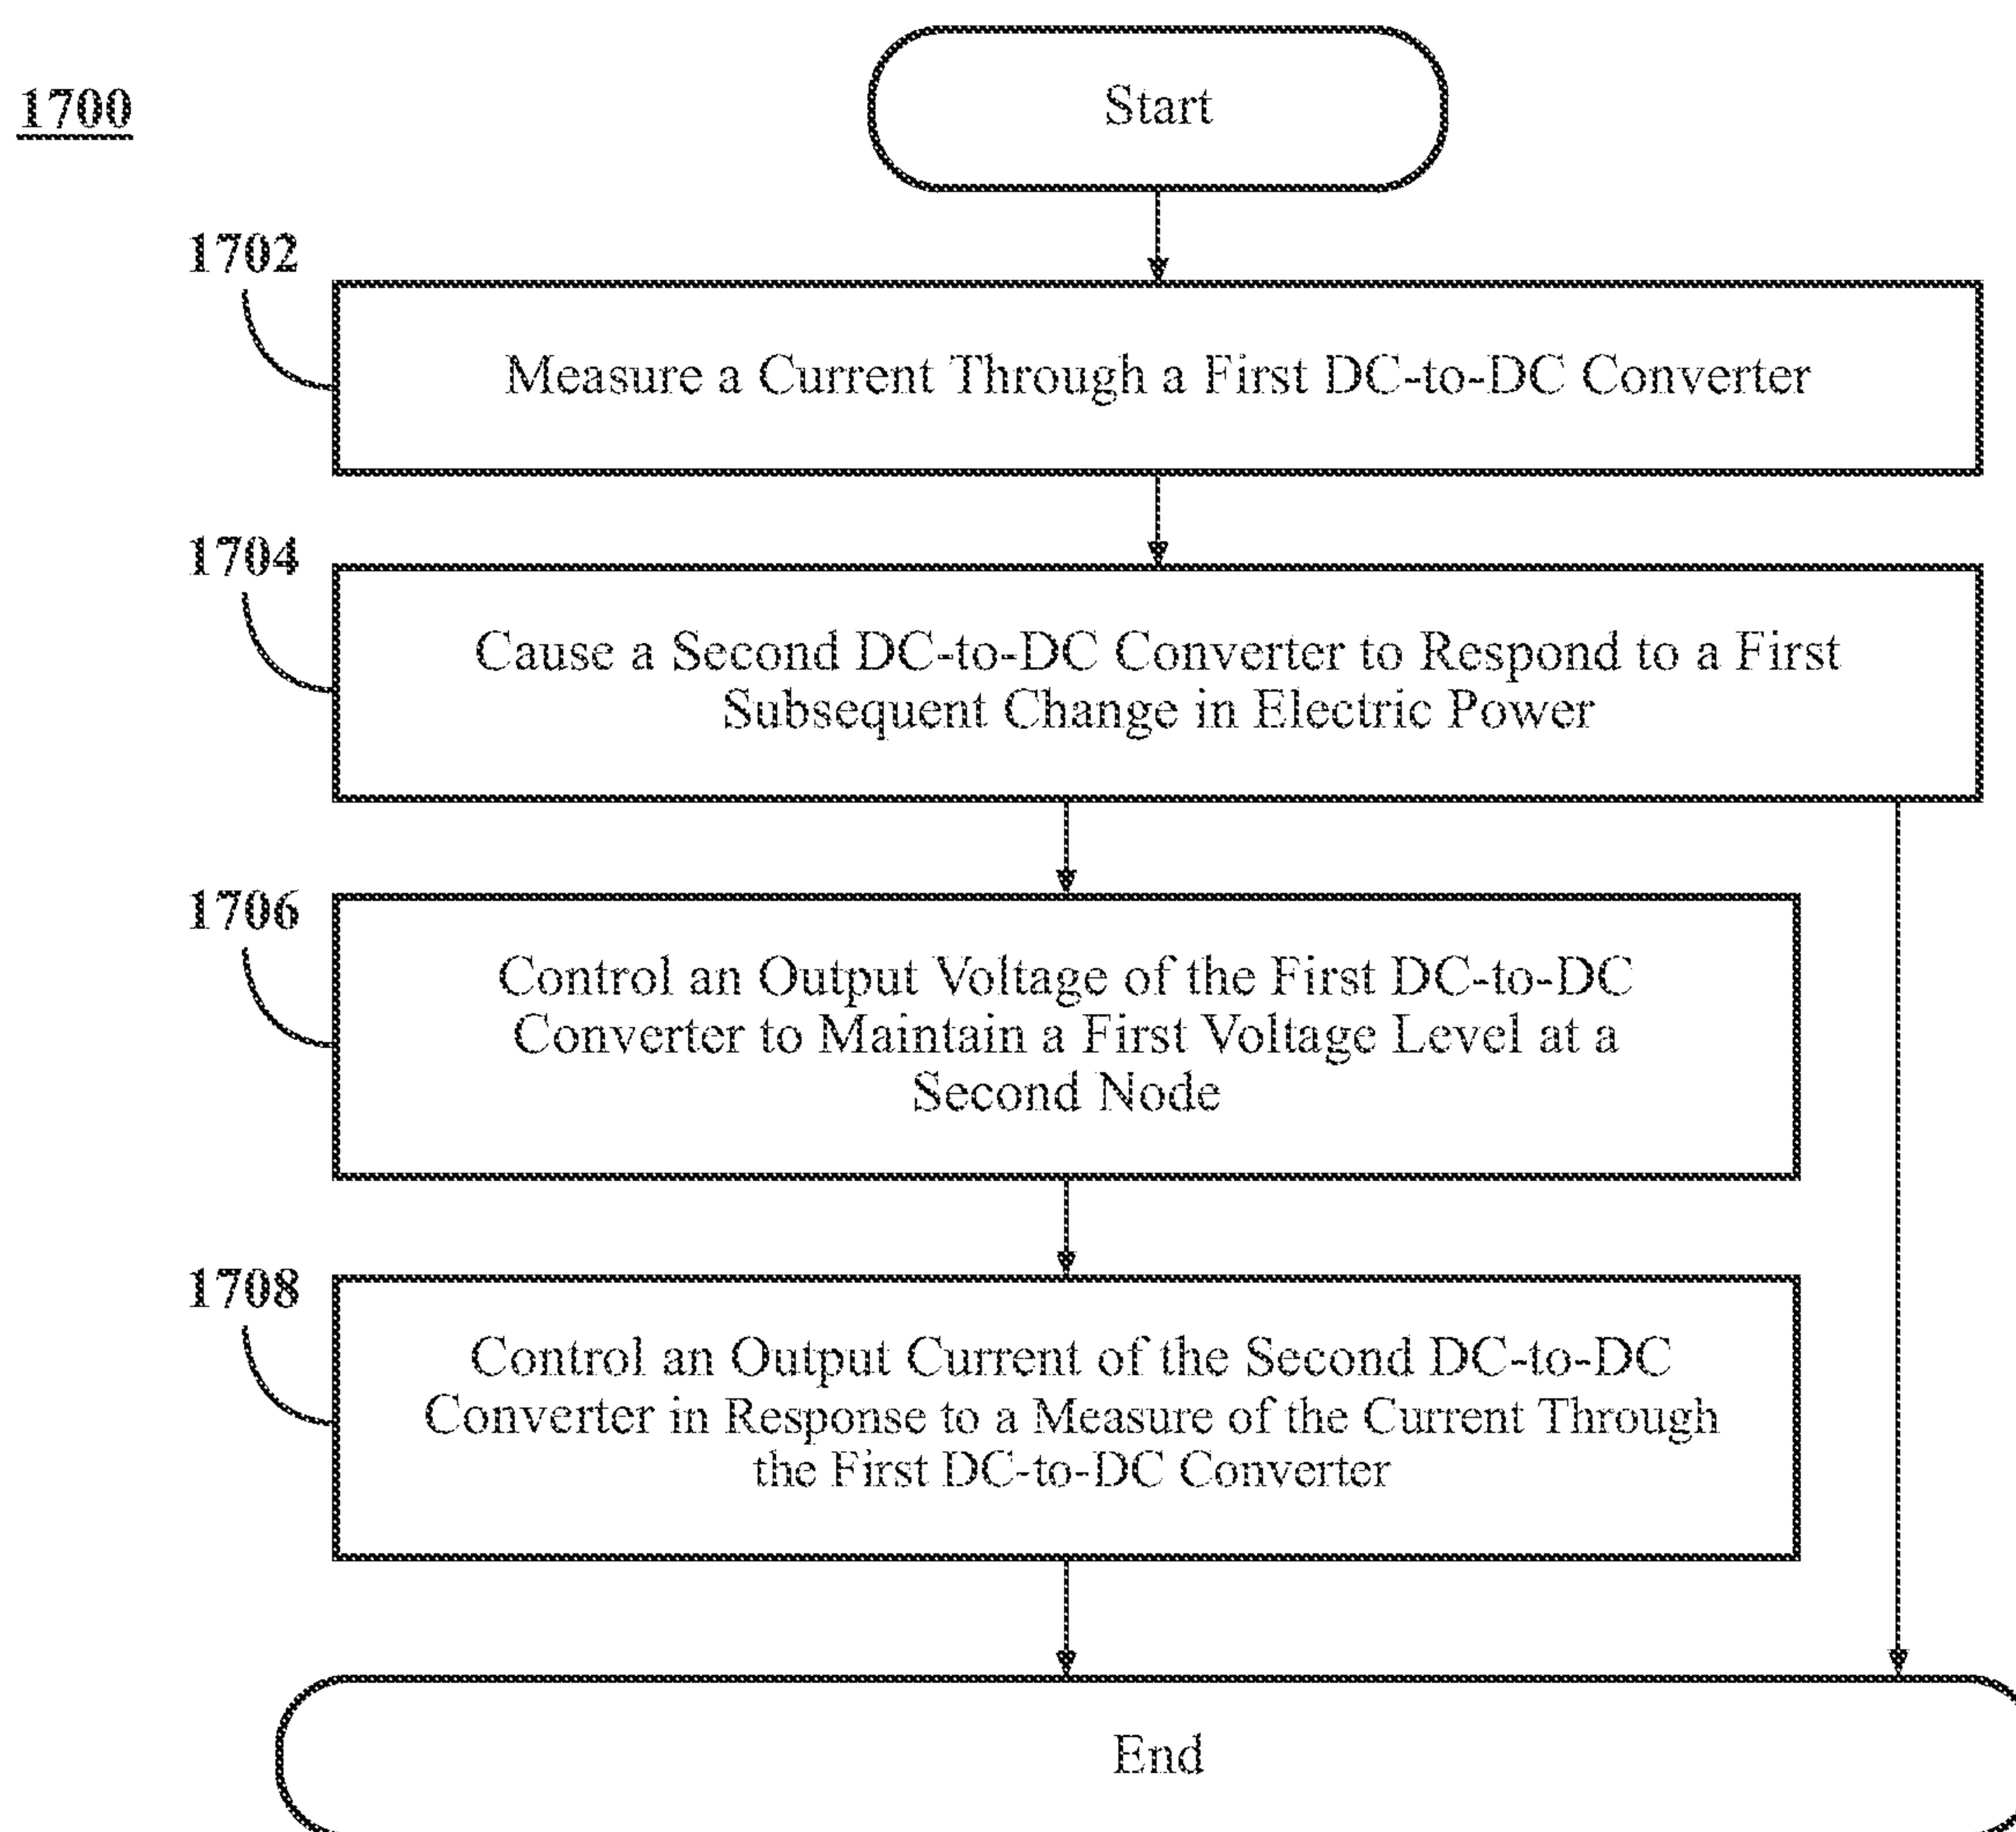 1700
Start
1702
Measure a Current Through a First DC-to-DC Converter
1704
Cause a Second DC-to-DC Converter to Respond to a First
Subsequent Change in Electric Power
1706
Control an Output Voltage of the First DC-to-DC
Converter to Maintain a First Voltage Level at a
Second Node
1708
Control an Output Current of the Second DC-to-DC
Converter in Response to a Measure of the Current Through
the First DC-to-DC Converter
End